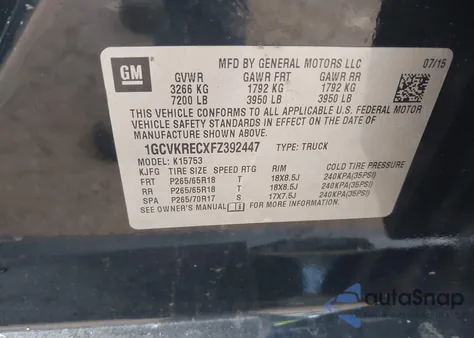 GM
MFD BY GENERAL MOTORS LLC 07/15
GVWR GAWR FRT GAWR RR
3266 KG 1792 KG 1792 KG
7200 LB 3950 LB 3950 LB
THIS VEHICLE CONFORMS TO ALL APPLICABLE U.S. FEDERAL MOTOR
VEHICLE SAFETY STANDARDS IN EFFECT ON THE DATE OF
MANUFACTURE SHOWN ABOVE.
1GCVKRECXFZ392447 TYPE: TRUCK
MODEL: K15753
KJFG TIRE SIZE SPEED RTG RIM COLD TIRE PRESSURE
FRT P265/65R18 T 18X8.5J 240KPA(35PSI)
RR P265/65R18 T 18X8.5J 240KPA(35PSI)
SPA P265/70R17 S 17X7.5J 240KPA(35PSI)
SEE OWNER'S MANUAL FOR MORE INFORMATION.
autoSnap